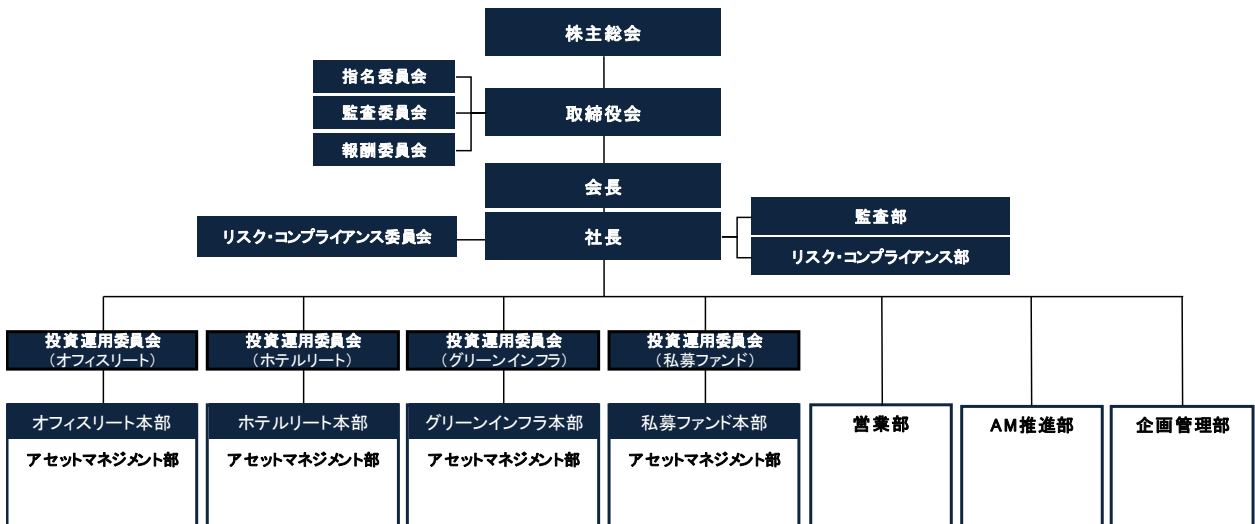 株主総会
指名委員会
監査委員会
報酬委員会
取締役会
会長
社長
リスク・コンプライアンス委員会
監査部
リスク・コンプライアンス部
投資運用委員会
（オフィスリート）
投資運用委員会
（ホテルリート）
投資運用委員会
（グリーンインフラ）
投資運用委員会
（私募ファンド）
オフィスリート本部
アセットマネジメント部
ホテルリート本部
アセットマネジメント部
グリーンインフラ本部
アセットマネジメント部
私募ファンド本部
アセットマネジメント部
営業部
AM推進部
企画管理部